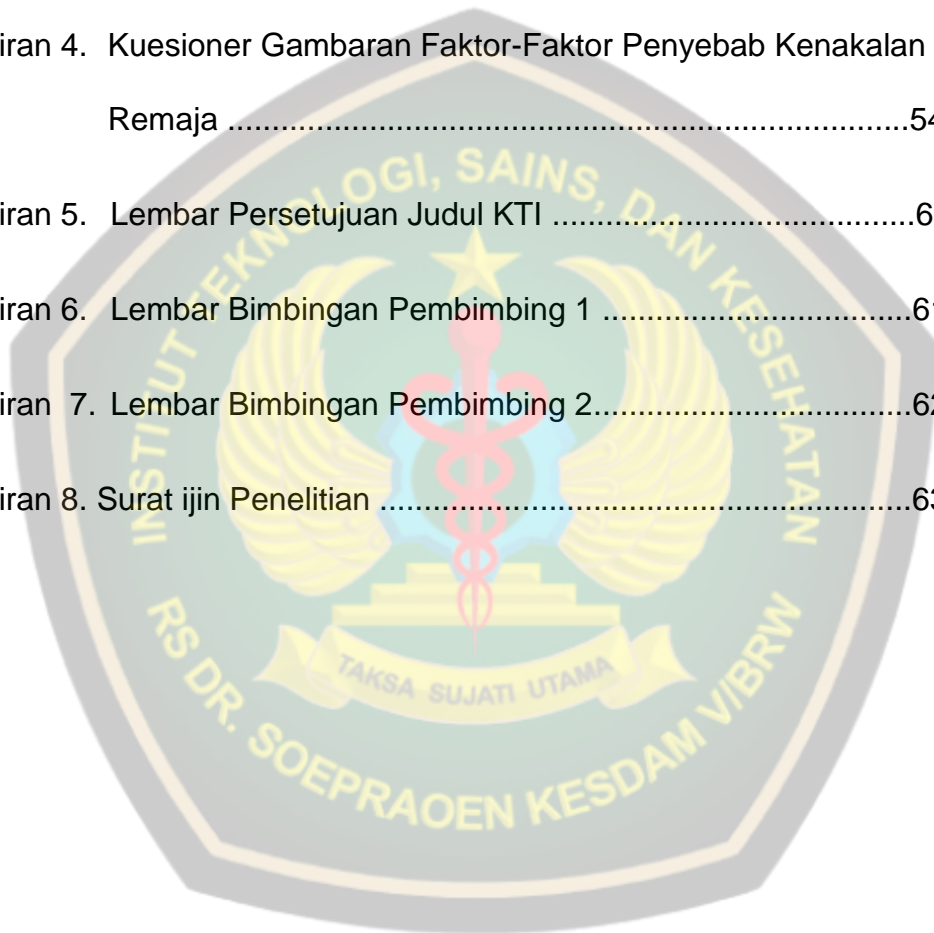 iran 4. Kuesioner Gambaran Faktor-Faktor Penyebab Kenakalan
Remaja ............................................................................54
iran 5. Lembar Persetujuan Judul KTI ........................................6
iran 6. Lembar Bimbingan Pembimbing 1 ..................................61
iran 7. Lembar Bimbingan Pembimbing 2...................................62
iran 8. Surat ijin Penelitian ...........................................................63
INSTITUT TEKNOLOGI, SAINS, DAN KESEHATAN
TAKSA SUJATI UTAMA
RS DR. SOEPRAOEN KESDAM V/BRW